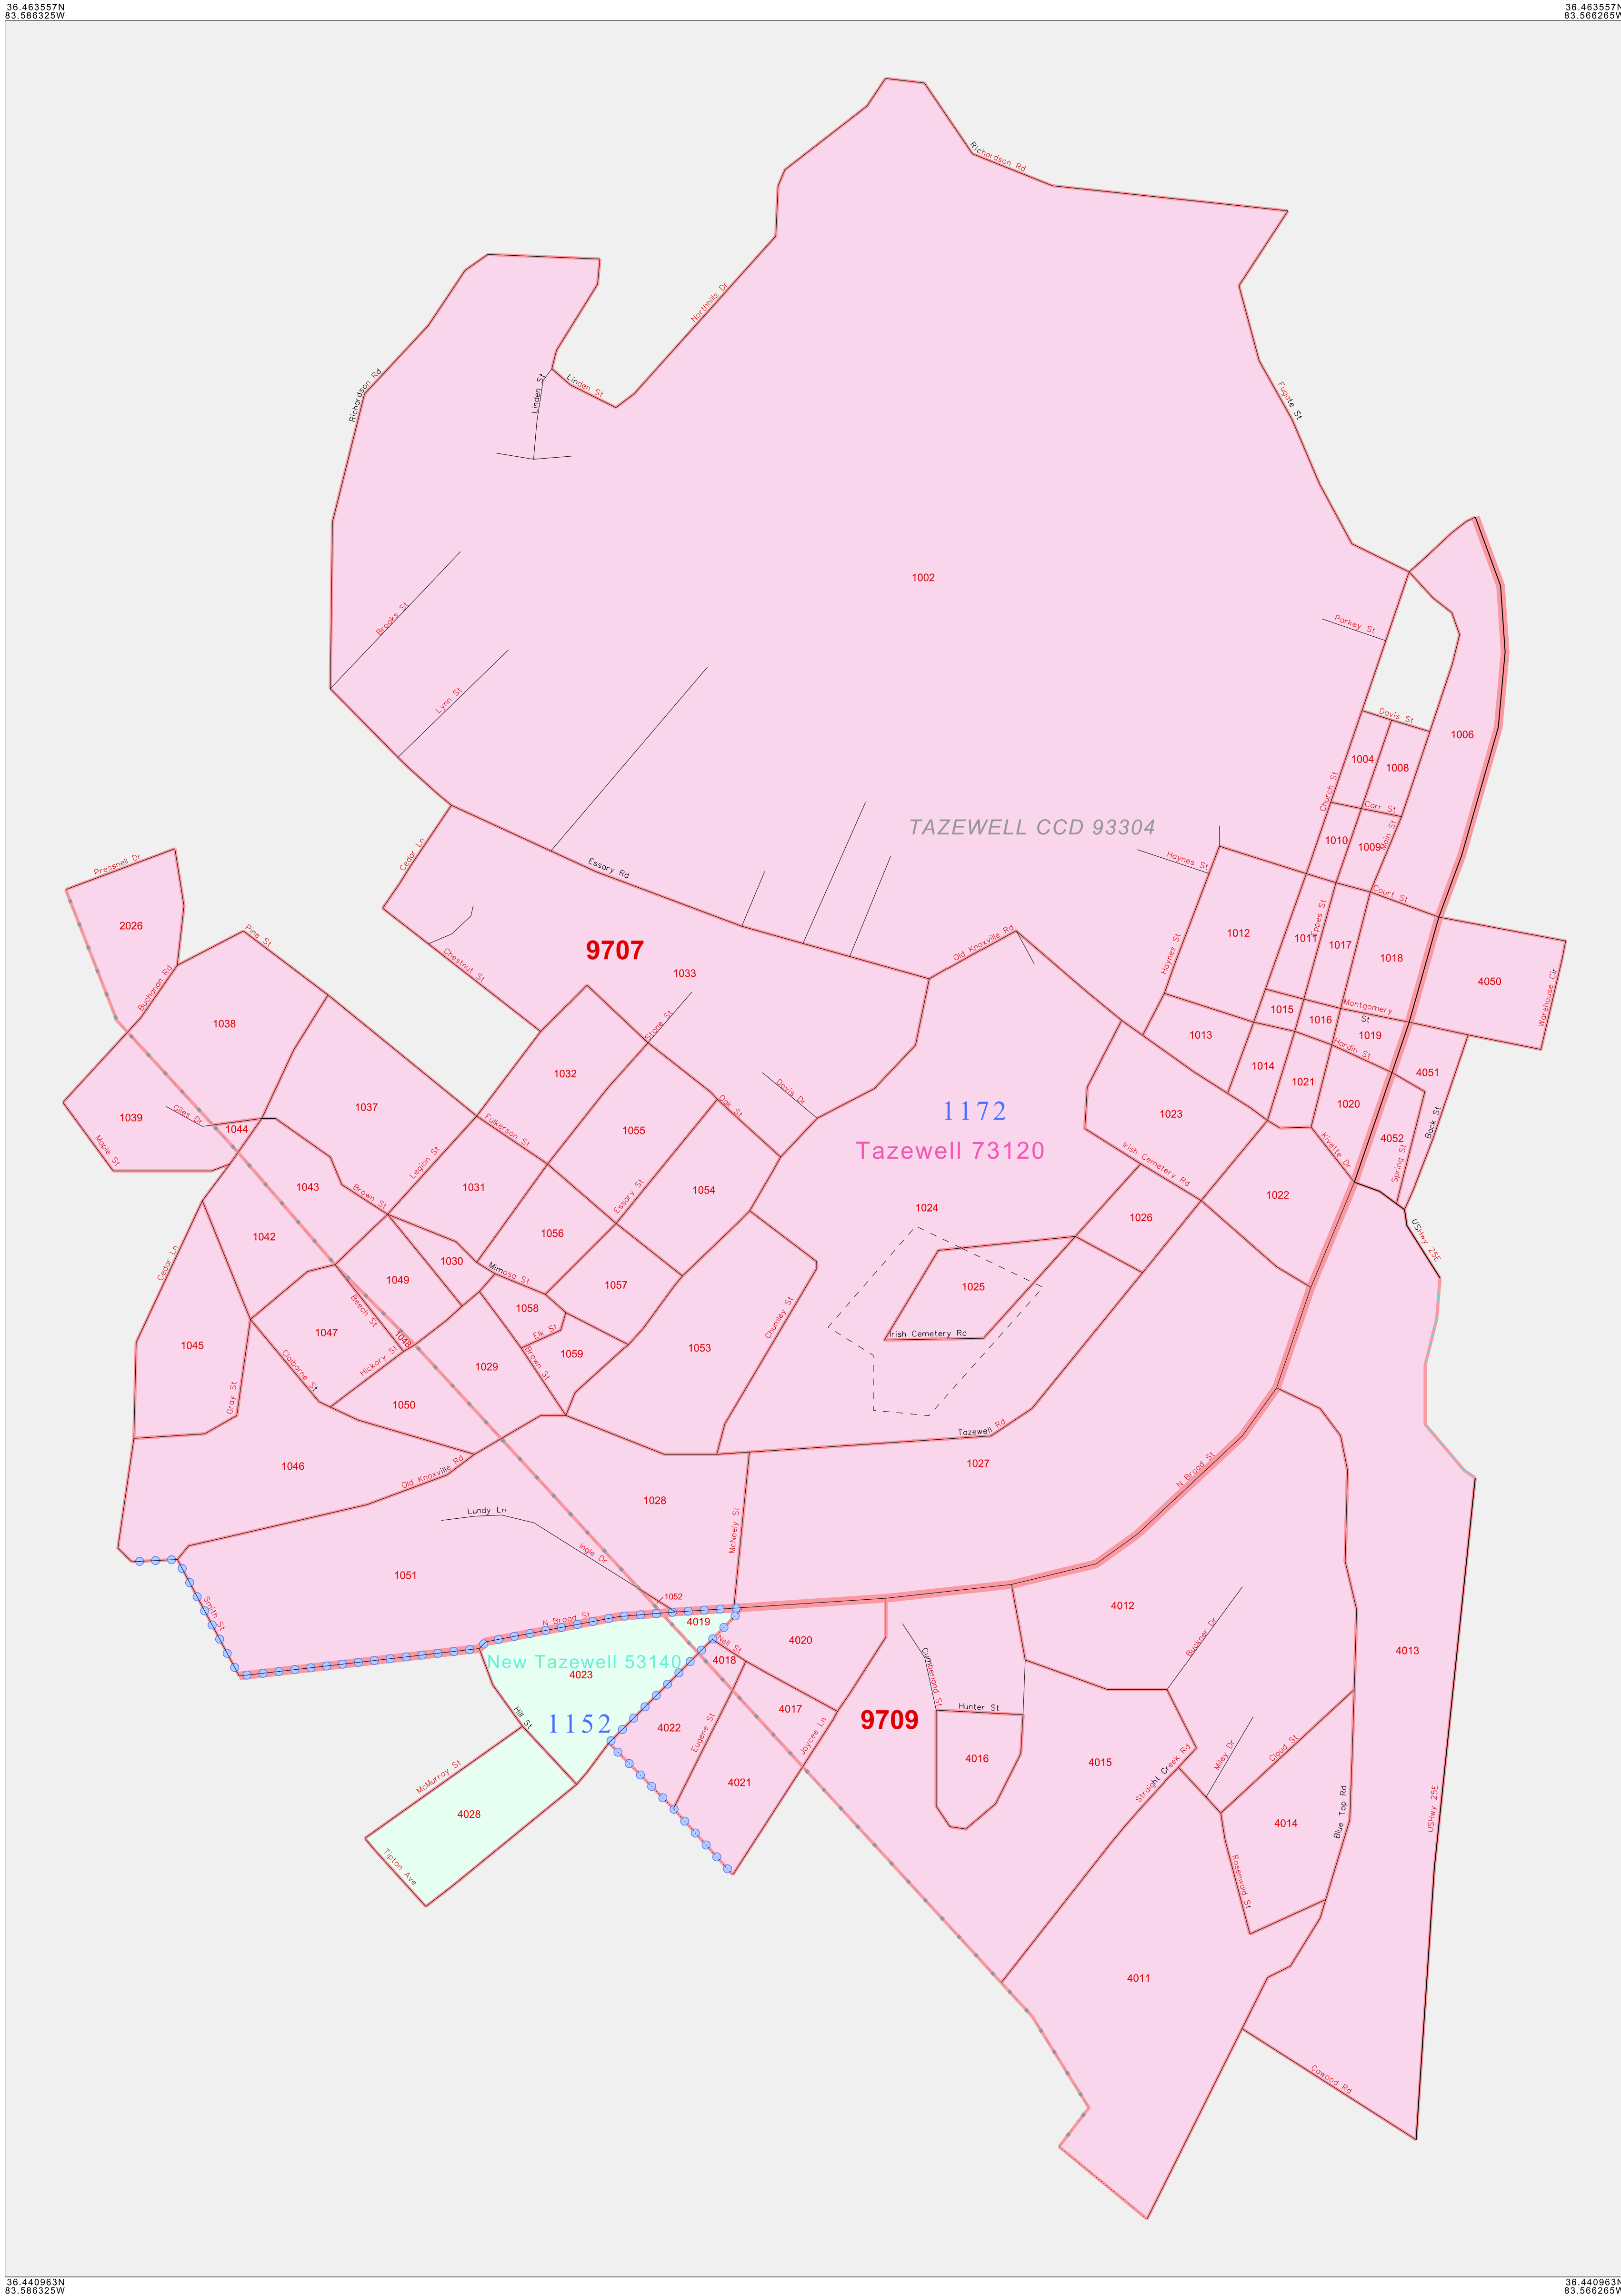 36.463557N
83.586325W
36.463557N
83.566265W
Richardson Rd
Northhills Dr
Richardson Rd
Linden St
Linden St
Fugate St
1002
Brooks St
Parkey St
Lynn St
Davis St
1006
1004
1008
Church St
Carr St
TAZEWELL CCD 93304
Main St
1010
1009
Cedar Ln
Essary Rd
Haynes St
Pressnell Dr
Court St
2026
Pine St
9707
Old Knoxville Rd
1012
1011
Eppes St
1017
1018
Haynes St
Chestnut St
1033
Buchanan Rd
4050
Warehouse Cir
1038
Stone St
1015
1016
Montgomery
St
1019
1013
Hardin St
1032
1014
1021
4051
Davis Dr
Oak St
1172
1020
1039
Giles Dr
1044
1037
Fulkerson St
1055
1023
Back St
4052
Maple St
Tazewell 73120
Irish Cemetery Rd
Kivette Dr
Spring St
Legion St
1043
Brown St
1031
Essary St
1054
1022
1024
1026
1042
1056
USHwy 25E
Cedar Ln
1030
Mimosa St
1049
1057
1025
Beech St
1058
Chumley St
1047
1048
Elk St
Irish Cemetery Rd
1045
Hickory St
1029
Brown St
1059
1053
Claiborne St
Gray St
1050
Tazewell Rd
1046
Old Knoxville Rd
1027
N Broad St
1028
Lundy Ln
McNeely St
Ingle Dr
1051
1052
Smith St
N Broad St
4019
4012
Nell St
4020
Buckner Dr
4013
New Tazewell 53140
4018
4023
Cumberland St
Hill St
4017
Hunter St
1152
4022
Eugene St
Jaycee Ln
9709
4016
4015
Straight Creek Rd
Miley Dr
Cloud St
McMurray St
4021
4028
Blue Top Rd
USHwy 25E
4014
Tipton Ave
Rosenwald St
4011
Cawood Rd
36.440963N
83.586325W
36.440963N
83.566265W